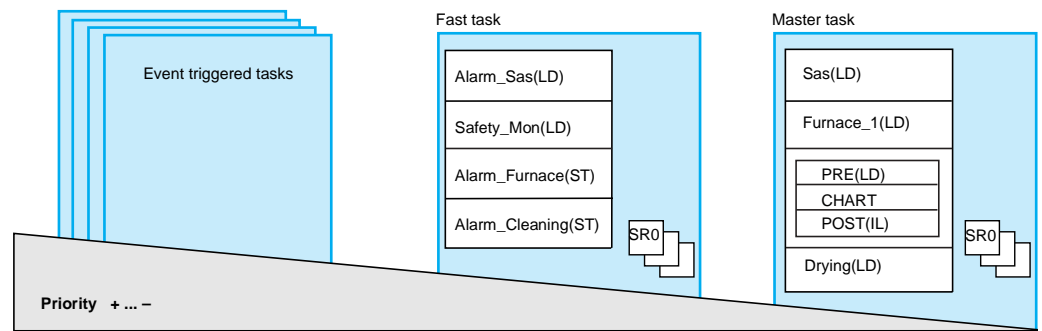 Fast task
Master task
Event triggered tasks
Alarm_Sas(LD)
Safety_Mon(LD)
Alarm_Furnace(ST)
Alarm_Cleaning(ST)
SR0
Sas(LD)
Furnace_1(LD)
PRE(LD)
CHART
POST(IL)
Drying(LD)
SR0
Priority + ... –